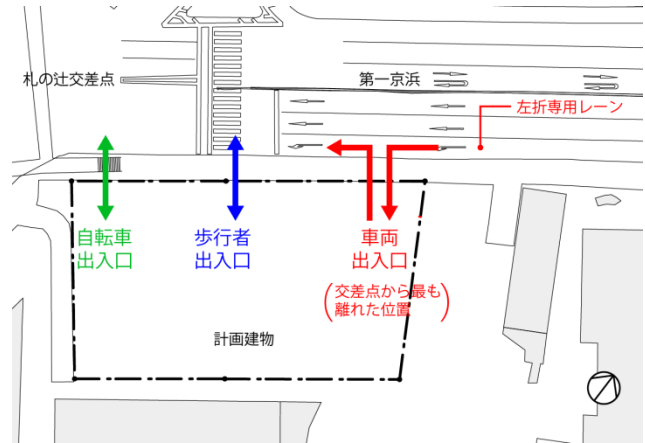 札の辻交差点
第一京浜
左折専用レーン
自転車
出入口
歩行者
出入口
車両
出入口
(交差点から最も
離れた位置)
計画建物